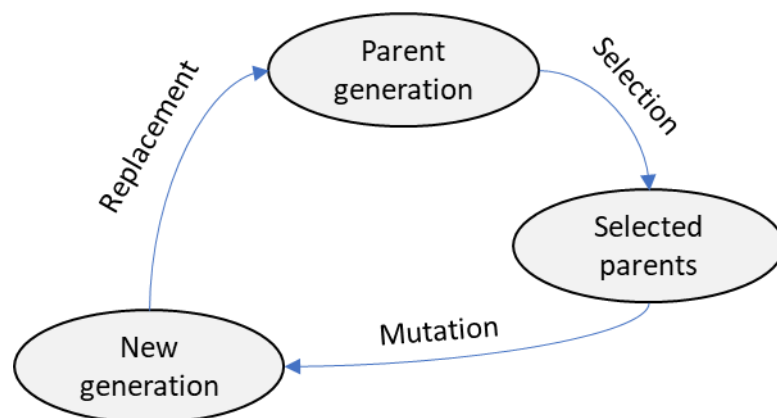 Parent
generation
Selection
Replacement
Selected
parents
Mutation
New
generation